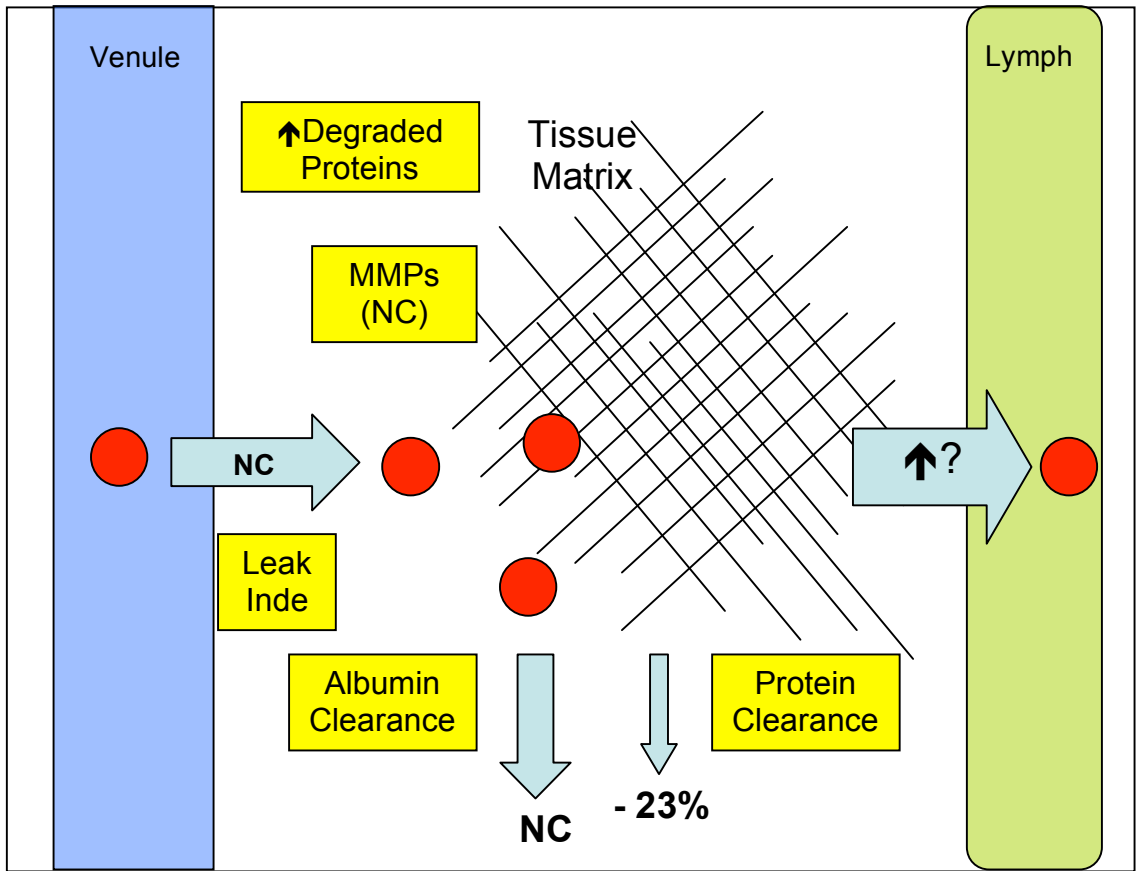 Venule
Lymph
↑Degraded
Proteins
Tissue
Matrix
MMPs
(NC)
NC
↑?
Leak
Inde
Albumin
Clearance
Protein
Clearance
NC
- 23%